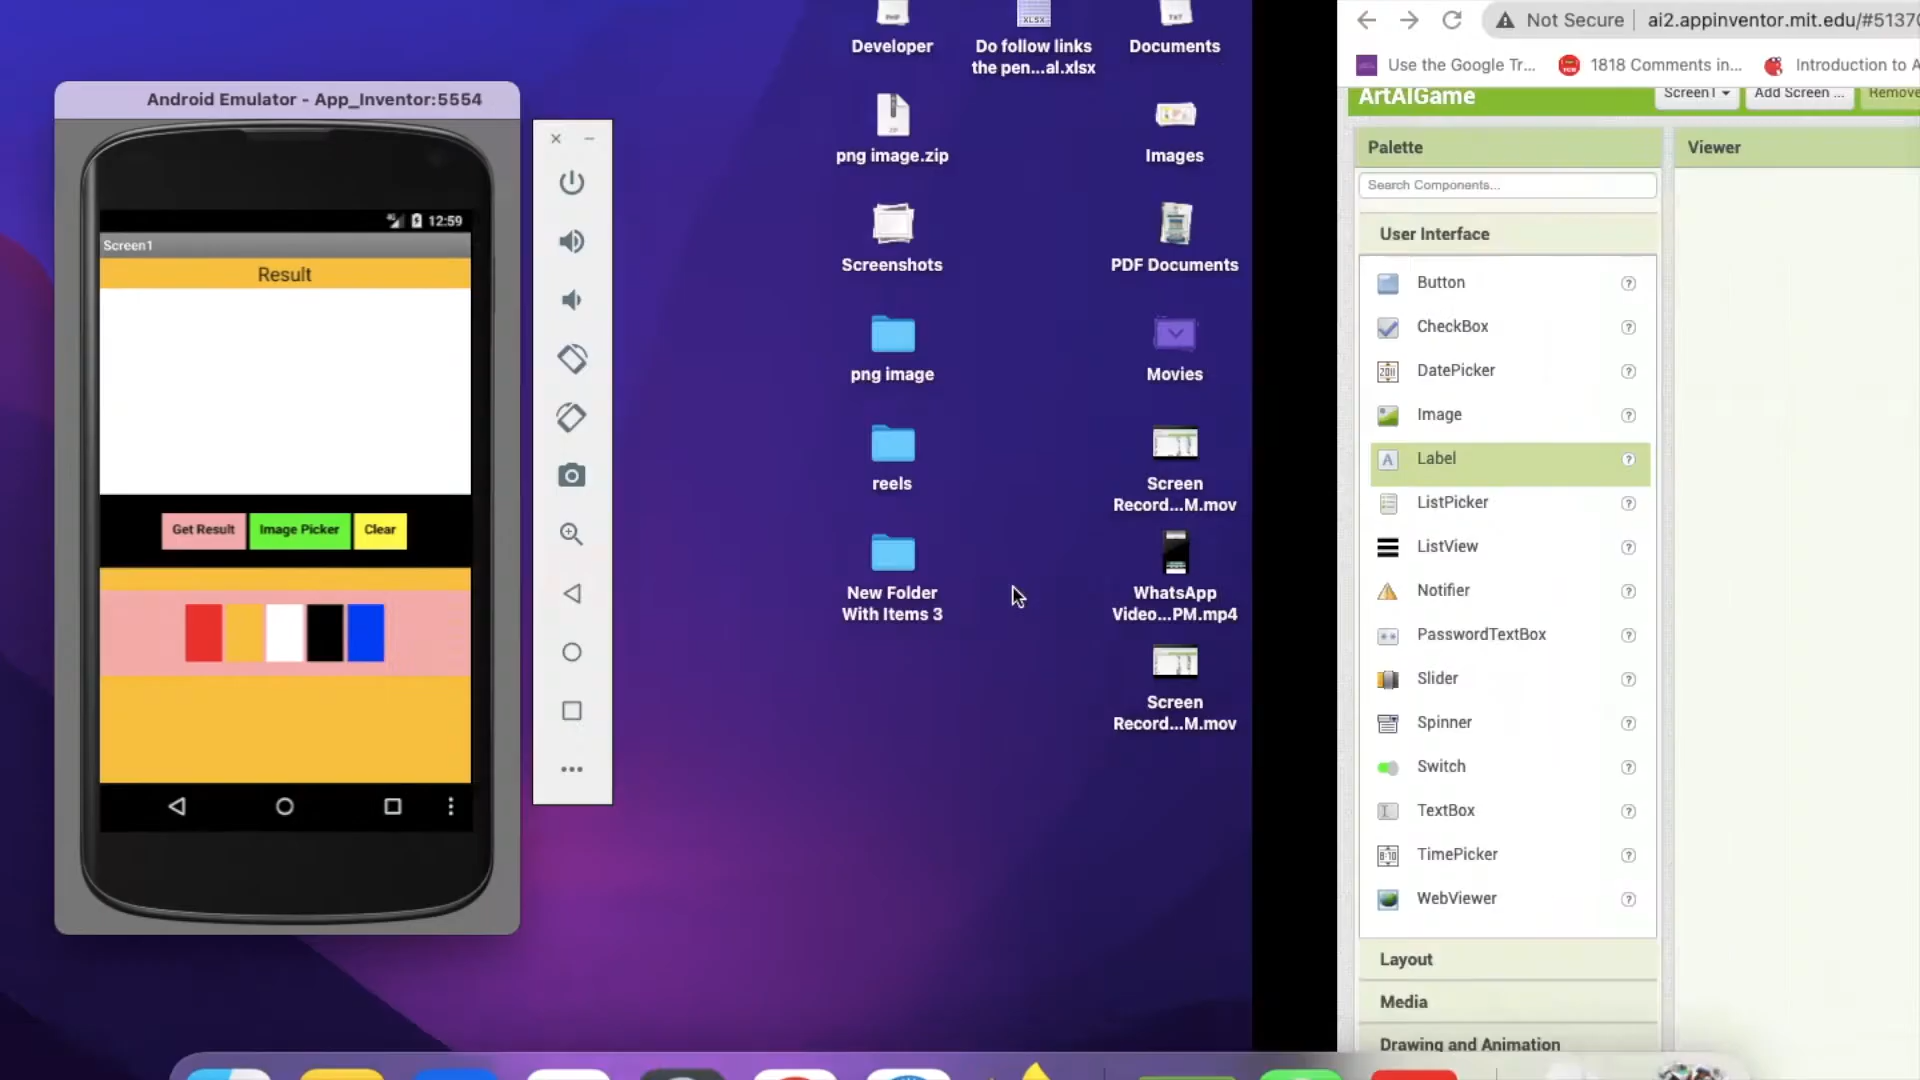 Android Emulator - App_Inventor:5554
12:59
Screen1
Result
Get Result
Image Picker
Clear
Developer
Do follow links
the pen...al.xlsx
XLSX
Documents
TXT
png image.zip
ZIP
Images
Screenshots
PDF Documents
png image
Movies
reels
Screen
Record...M.mov
New Folder
With Items 3
WhatsApp
Video...PM.mp4
Screen
Record...M.mov
Not Secure
ai2.appinventor.mit.edu/#5137
Use the Google Tr...
1818 Comments in...
Introduction to A
ArtAIGame
Screen1
Add Screen ...
Remove
Palette
Viewer
Search Components...
User Interface
Button
CheckBox
DatePicker
Image
Label
ListPicker
ListView
Notifier
PasswordTextBox
Slider
Spinner
Switch
TextBox
TimePicker
WebViewer
Layout
Media
Drawing and Animation